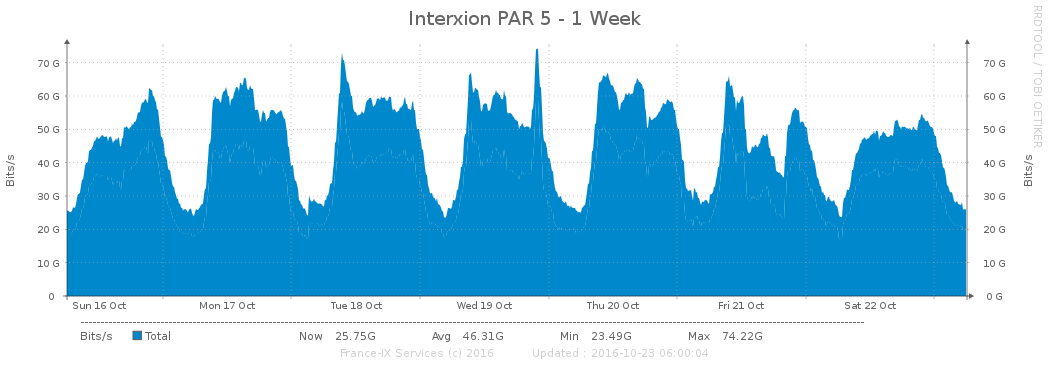 Interxion PAR 5 - 1 Week
RRDTOOL / TOBI OETIKER
70 G 70 G
60 G 60 G
50 G 50 G
40 G 40 G
30 G 30 G
20 G 20 G
10 G 10 G
0 0 G
Bits/s
Bits/s
Sun 16 Oct Mon 17 Oct Tue 18 Oct Wed 19 Oct Thu 20 Oct Fri 21 Oct Sat 22 Oct
Bits/s Total Now 25.75G Avg 46.31G Min 23.49G Max 74.22G
France-IX Services (c) 2016 Updated : 2016-10-23 06:00:04